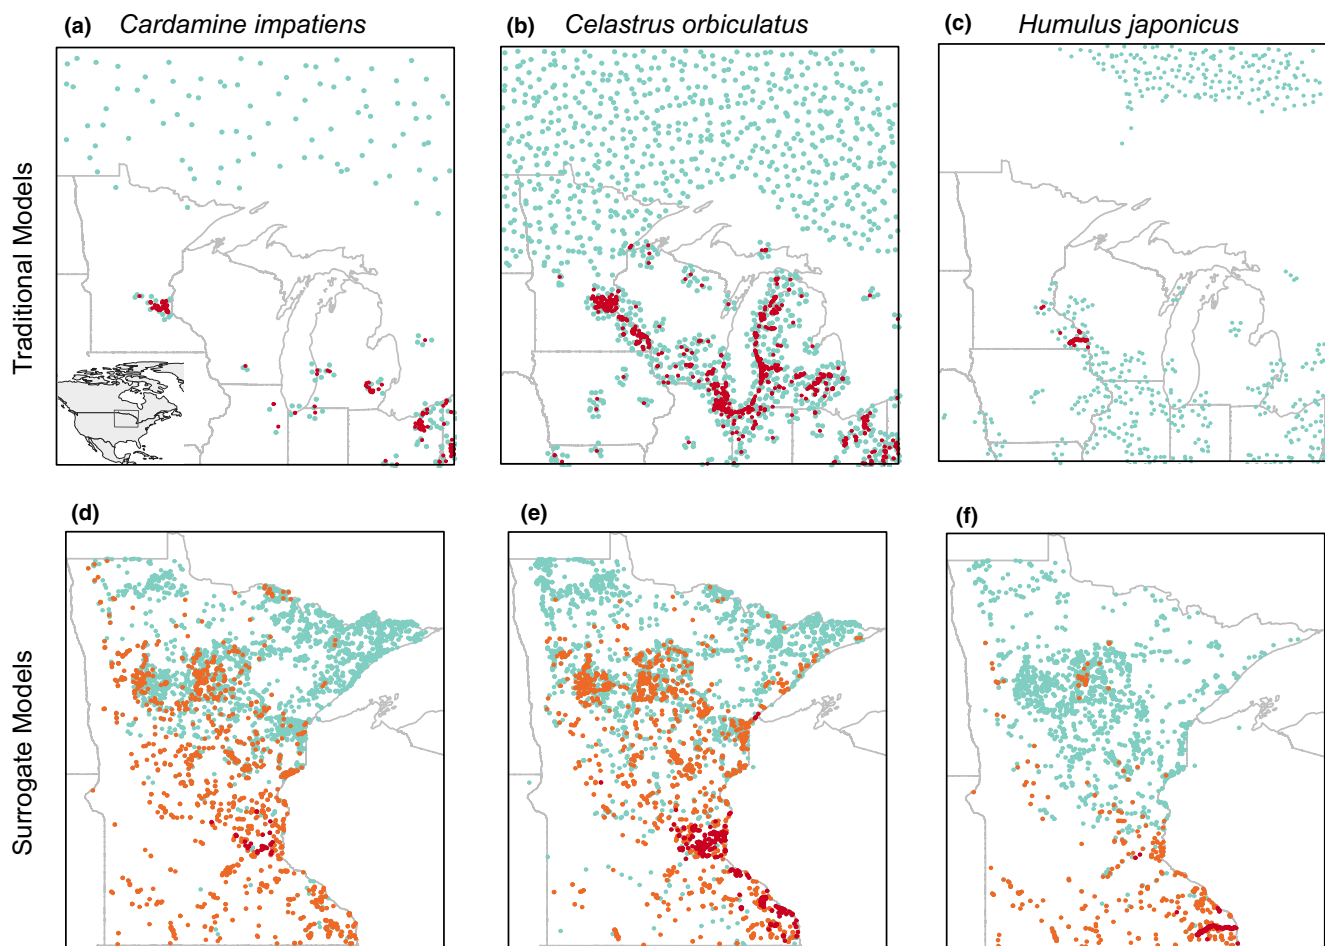 (a) Cardamine impatiens
(b) Celastrus orbiculatus
(c) Humulus japonicus
Traditional Models
(d)
(e)
(f)
Surrogate Models